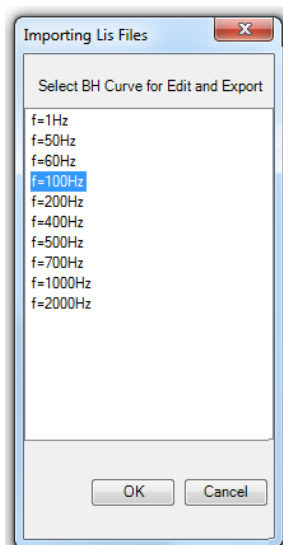 Importing Lis Files
Select BH Curve for Edit and Export
f=1Hz
f=50Hz
f=60Hz
f=100Hz
f=200Hz
f=400Hz
f=500Hz
f=700Hz
f=1000Hz
f=2000Hz
OK Cancel